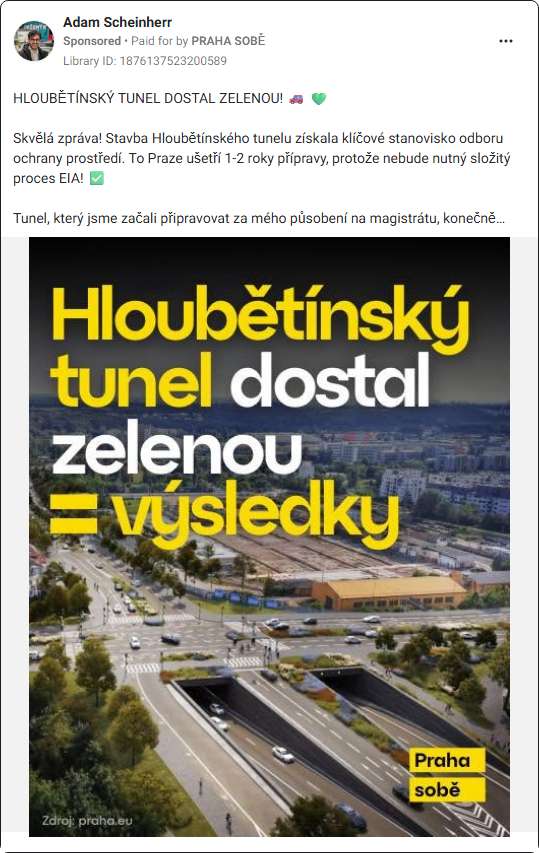 Adam Scheinherr
Sponsored • Paid for by PRAHA SOBĚ
Library ID: 1876137523200589
HLOUBĚTÍNSKÝ TUNEL DOSTAL ZELENOU! 🚗 💚
Skvělá zpráva! Stavba Hloubětínského tunelu získala klíčové stanovisko odboru
ochrany prostředí. To Praze ušetří 1-2 roky přípravy, protože nebude nutný složitý
proces EIA! ✅
Tunel, který jsme začali připravovat za mého působení na magistrátu, konečně...
Hloubětínský
tunel dostal
zelenou
= výsledky
Praha
sobě
Zdroj: praha.eu